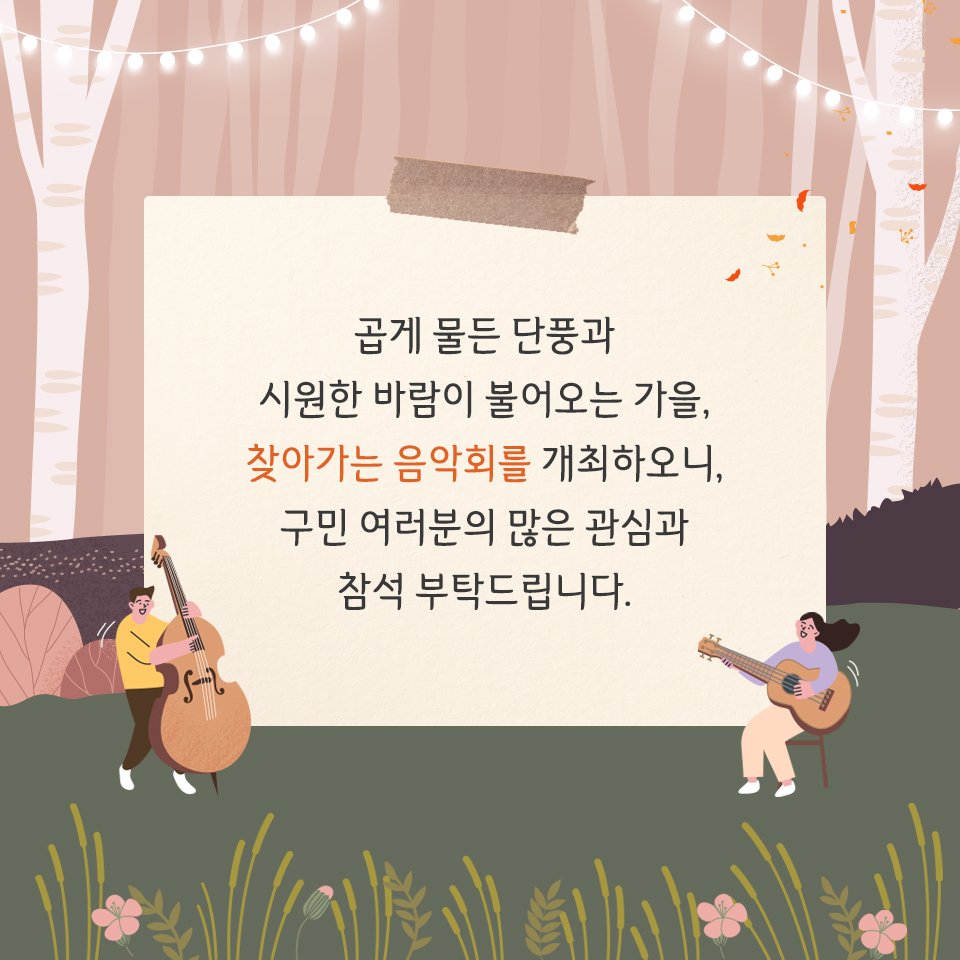 곱게 물든 단풍과
시원한 바람이 불어오는 가을,
찾아가는 음악회를 개최하오니,
구민 여러분의 많은 관심과
참석 부탁드립니다.